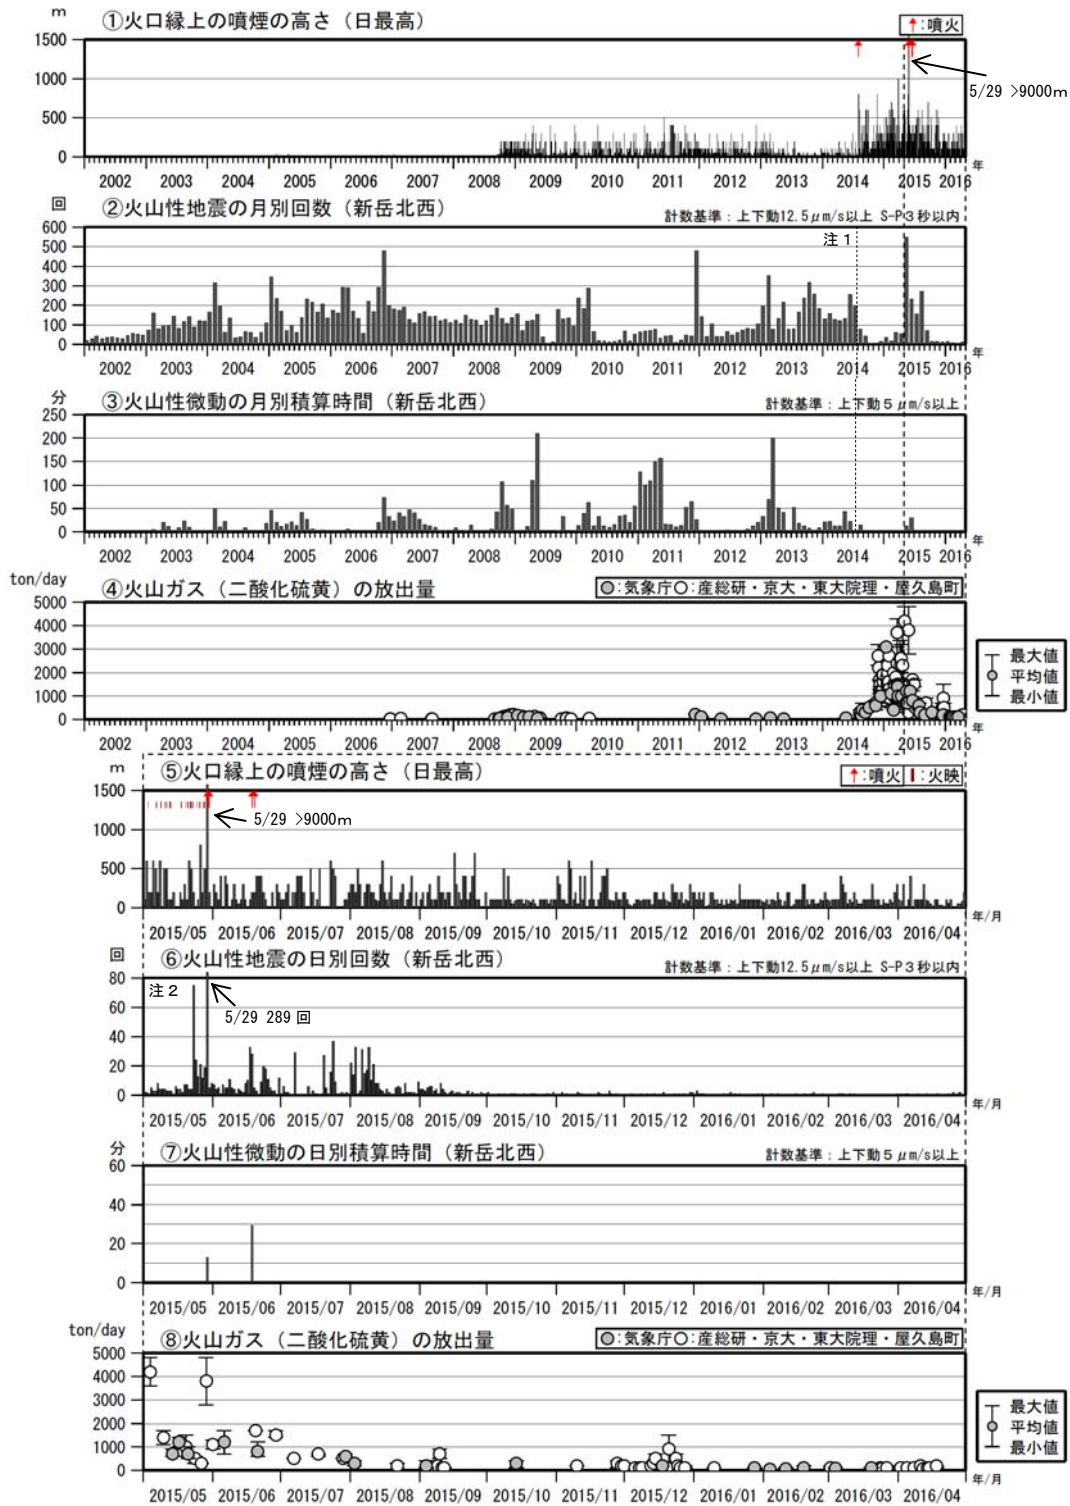 m ①火口縁上の噴煙の高さ(日最高)
↑:噴火
1500
1000
500
0
5/29 >9000m
2002 2003 2004 2005 2006 2007 2008 2009 2010 2011 2012 2013 2014 2015 2016 年
回 ②火山性地震の月別回数(新岳北西) 計数基準:上下動12.5μm/s以上 S-P3秒以内
600
500
400
300
200
100
0
注1
2002 2003 2004 2005 2006 2007 2008 2009 2010 2011 2012 2013 2014 2015 2016 年
分 ③火山性微動の月別積算時間(新岳北西) 計数基準:上下動5μm/s以上
250
200
150
100
50
0
2002 2003 2004 2005 2006 2007 2008 2009 2010 2011 2012 2013 2014 2015 2016 年
ton/day ④火山ガス(二酸化硫黄)の放出量 ●:気象庁○:産総研・京大・東大院理・屋久島町
5000
4000
3000
2000
1000
0
最大値
平均値
最小値
2002 2003 2004 2005 2006 2007 2008 2009 2010 2011 2012 2013 2014 2015 2016 年
m ⑤火口縁上の噴煙の高さ(日最高) ↑:噴火 |:火映
1500
1000
500
0
5/29 >9000m
2015/05 2015/06 2015/07 2015/08 2015/09 2015/10 2015/11 2015/12 2016/01 2016/02 2016/03 2016/04 年/月
回 ⑥火山性地震の日別回数(新岳北西) 計数基準:上下動12.5μm/s以上 S-P3秒以内
80
60
40
20
0
注2
5/29 289回
2015/05 2015/06 2015/07 2015/08 2015/09 2015/10 2015/11 2015/12 2016/01 2016/02 2016/03 2016/04 年/月
分 ⑦火山性微動の日別積算時間(新岳北西) 計数基準:上下動5μm/s以上
60
40
20
0
2015/05 2015/06 2015/07 2015/08 2015/09 2015/10 2015/11 2015/12 2016/01 2016/02 2016/03 2016/04 年/月
ton/day ⑧火山ガス(二酸化硫黄)の放出量 ●:気象庁○:産総研・京大・東大院理・屋久島町
5000
4000
3000
2000
1000
0
最大値
平均値
最小値
2015/05 2015/06 2015/07 2015/08 2015/09 2015/10 2015/11 2015/12 2016/01 2016/02 2016/03 2016/04 年/月